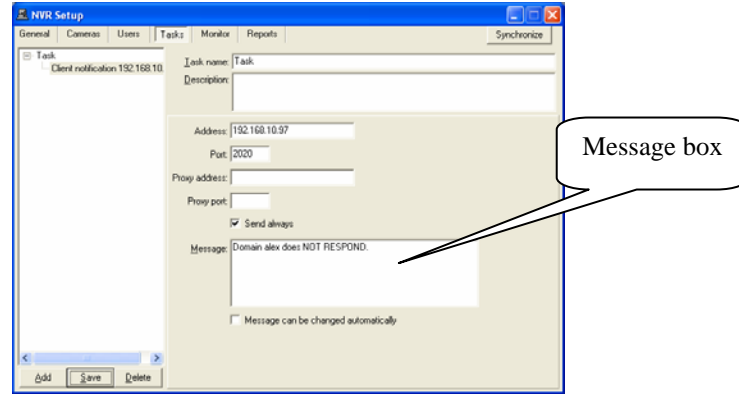 NVR Setup
General Cameras Users Tasks Monitor Reports Synchronize
Task
Client notification 192.168.10.
Task name: Task
Description:
Address: 192.168.10.97
Port: 2020
Proxy address:
Proxy port:
Send always
Message: Domain alex does NOT RESPOND.
Message can be changed automatically
Add Save Delete
Message box